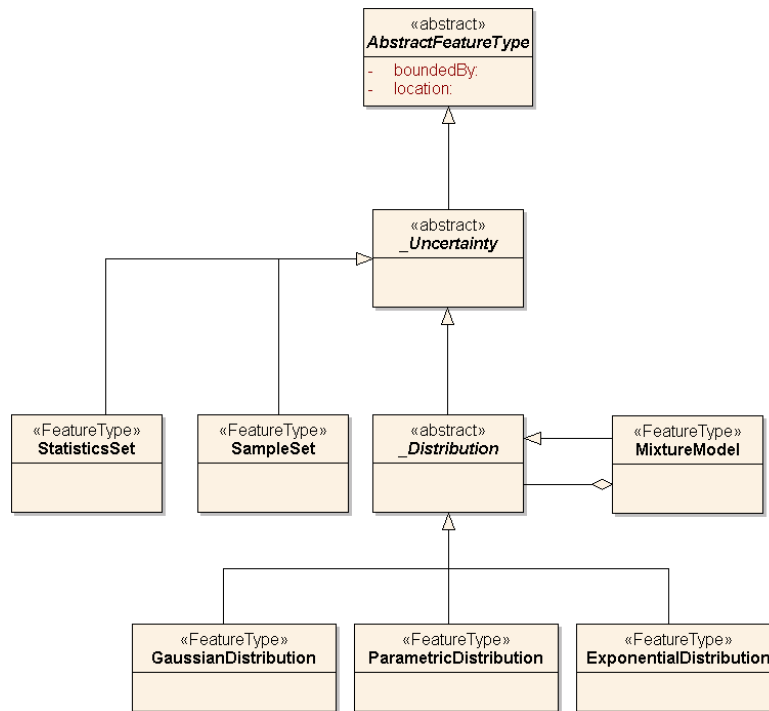 «abstract»
AbstractFeatureType
- boundedBy:
- location:
«abstract»
_Uncertainty
«FeatureType»
StatisticsSet
«FeatureType»
SampleSet
«abstract»
_Distribution
«FeatureType»
MixtureModel
«FeatureType»
GaussianDistribution
«FeatureType»
ParametricDistribution
«FeatureType»
ExponentialDistribution